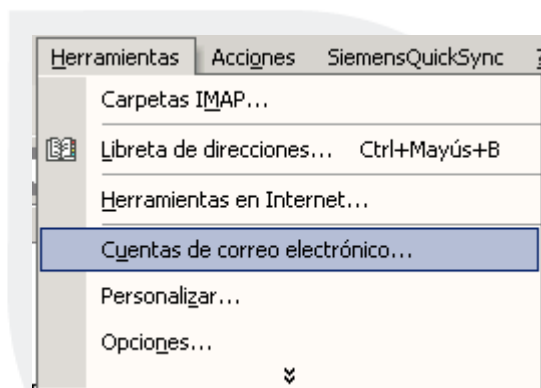 Herramientas Acciones SiemensQuickSync ?
Carpetas IMAP...
Libreta de direcciones... Ctrl+Mayús+B
Herramientas en Internet...
Cuentas de correo electrónico...
Personalizar...
Opciones...